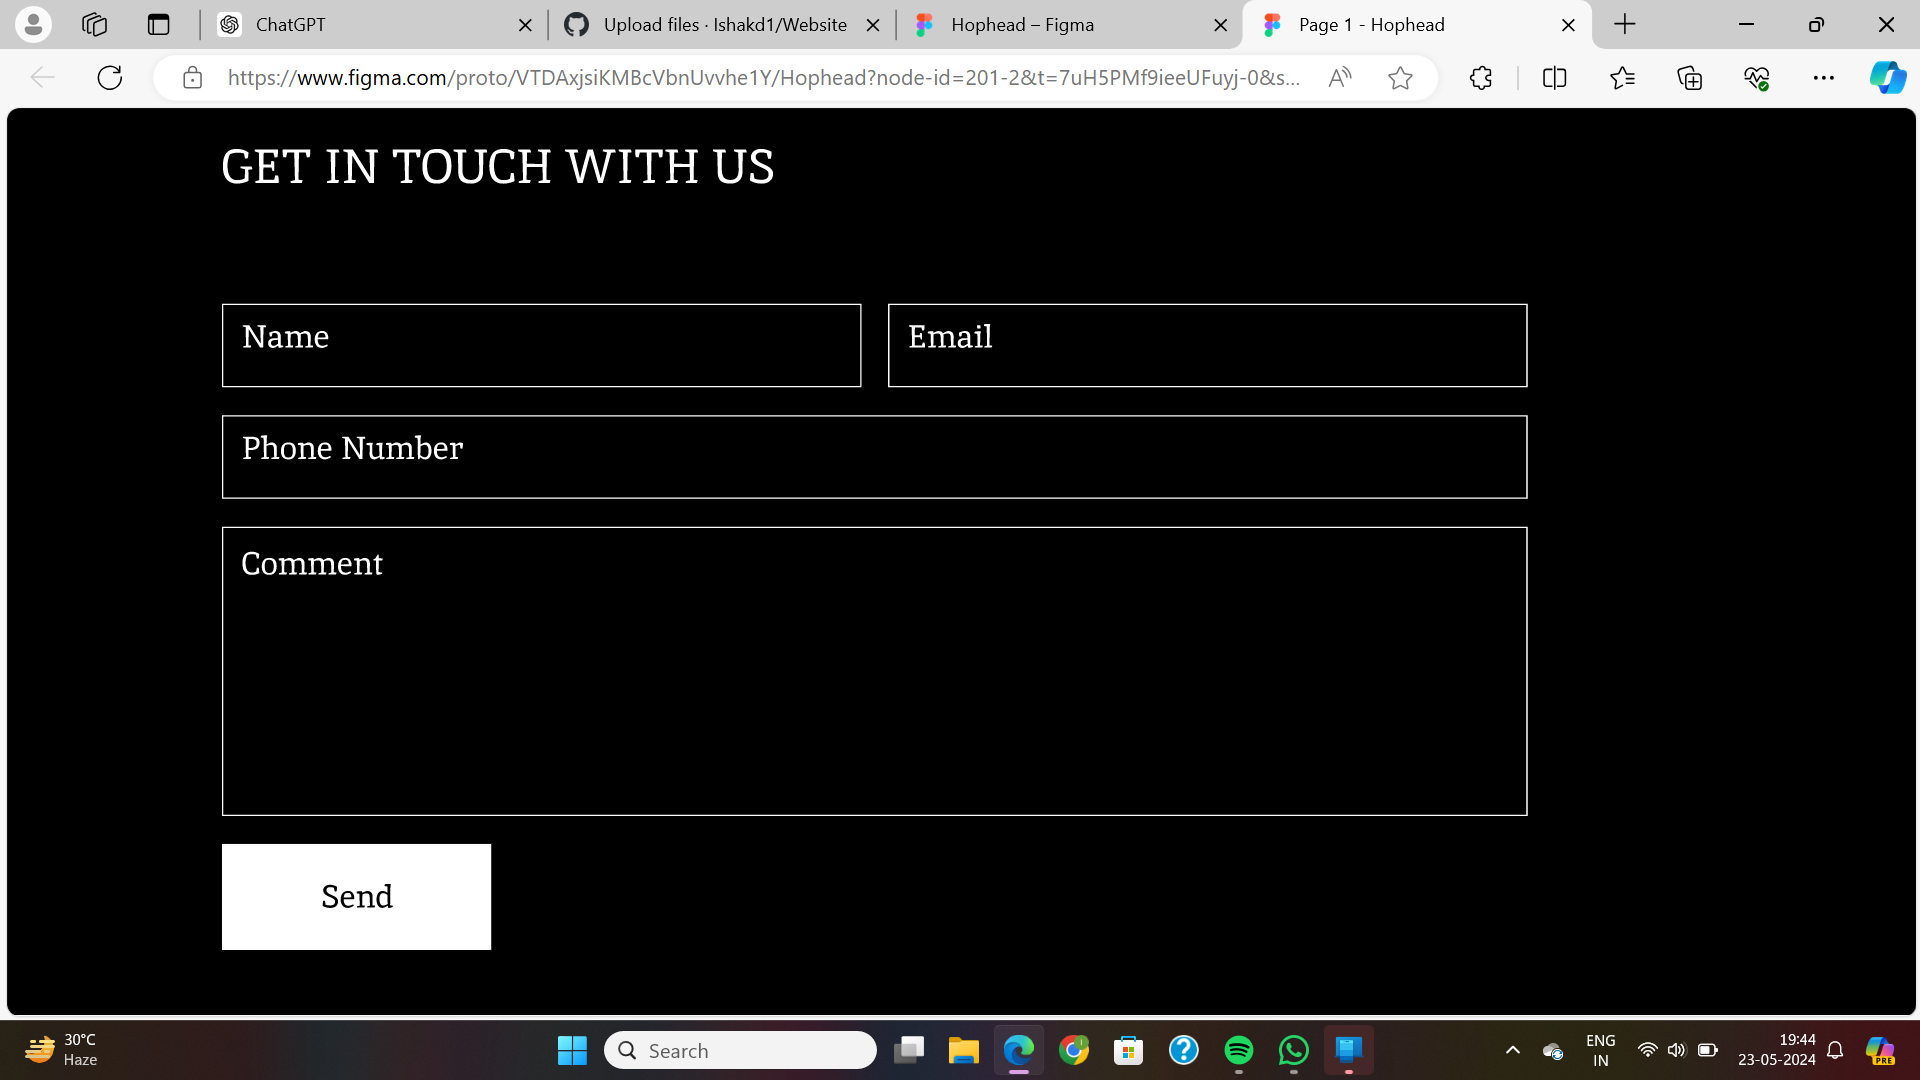 ChatGPT
Upload files · Ishakd1/Website
Hophead – Figma
Page 1 - Hophead
https://www.figma.com/proto/VTDAxjsiKMBcVbnUvvhe1Y/Hophead?node-id=201-2&t=7uH5PMf9ieeUFuyj-0&s...
GET IN TOUCH WITH US
Name
Email
Phone Number
Comment
Send
30°C
Haze
Search
ENG
IN
19:44
23-05-2024
PRE